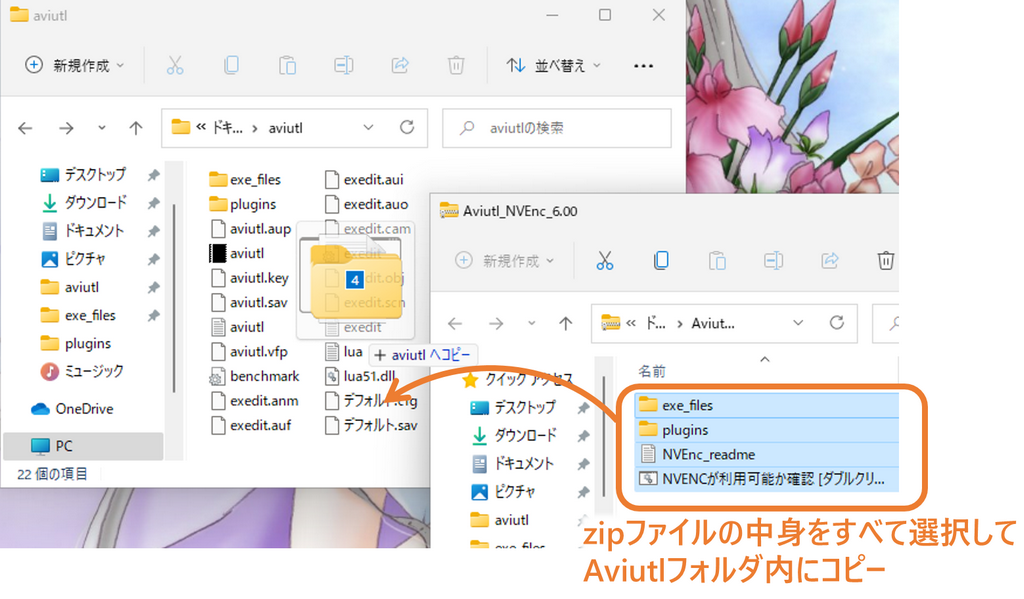 aviutl
新規作成
並べ替え
« ドキ... › aviutl
aviutlの検索
デスクトップ
ダウンロード
ドキュメント
ピクチャ
aviutl
exe_files
plugins
ミュージック
OneDrive
PC
22 個の項目
exe_files
plugins
aviutl.aup
aviutl
aviutl.key
aviutl.sav
aviutl
aviutl.vfp
benchmark
exedit.anm
exedit.auf
exedit.aui
exedit.auo
exedit.cam
exedit
exedit.obj
exedit.scn
exedit
lua
lua51.dll
デフォルト.cfg
デフォルト.sav
4
+ aviutl へコピー
Aviutl_NVEnc_6.00
新規作成
« ド... › Aviut...
クイック アクセス
デスクトップ
ダウンロード
ドキュメント
ピクチャ
aviutl
exe_files
名前
exe_files
plugins
NVEnc_readme
NVENCが利用可能か確認 [ダブルクリ...
zipファイルの中身をすべて選択して
Aviutlフォルダ内にコピー